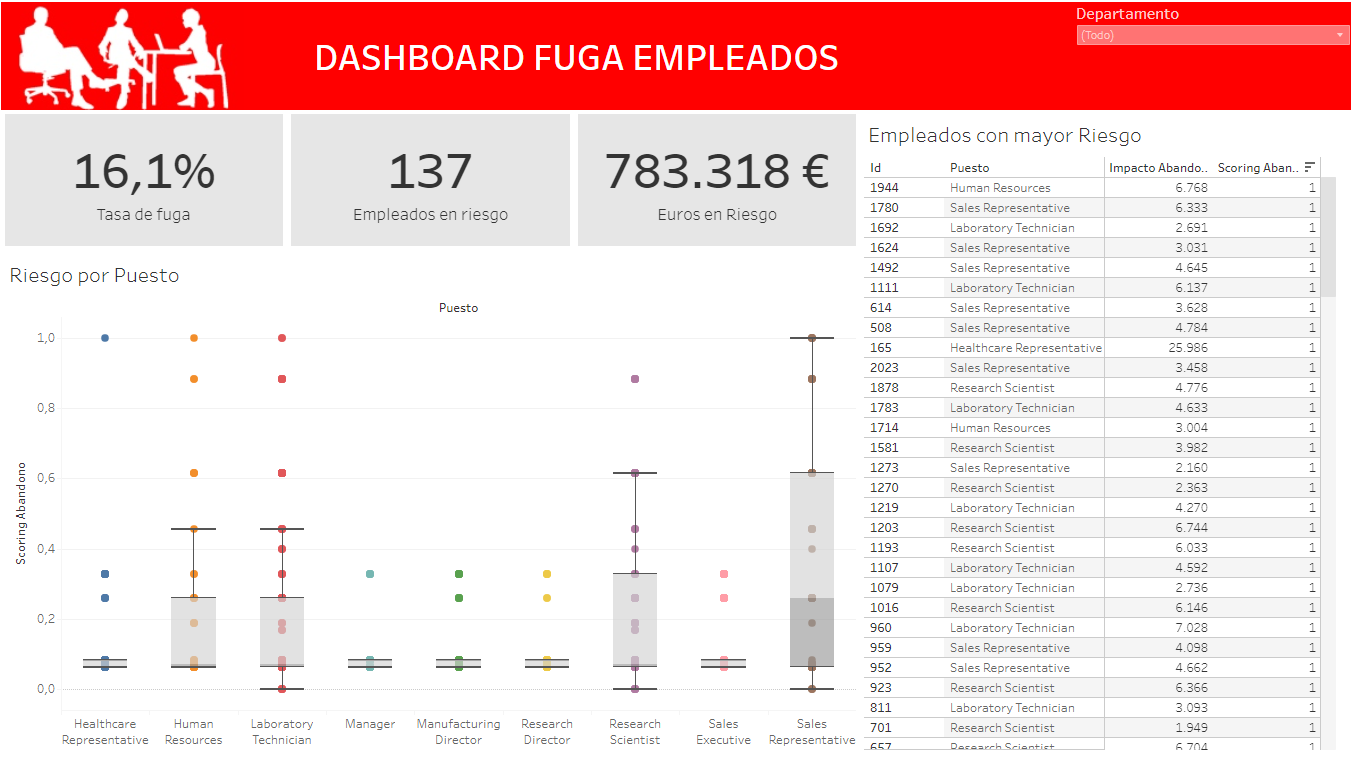 DASHBOARD FUGA EMPLEADOS
Departamento
(Todo)
16,1%
Tasa de fuga
137
Empleados en riesgo
783.318 €
Euros en Riesgo
Riesgo por Puesto
Puesto
Scoring Abandono
1,0
0,8
0,6
0,4
0,2
0,0
Healthcare Representative
Human Resources
Laboratory Technician
Manager
Manufacturing Director
Research Director
Research Scientist
Sales Executive
Sales Representative
Empleados con mayor Riesgo
Id Puesto Impacto Abando.. Scoring Aban..
1944 Human Resources 6.768 1
1780 Sales Representative 6.333 1
1692 Laboratory Technician 2.691 1
1624 Sales Representative 3.031 1
1492 Sales Representative 4.645 1
1111 Laboratory Technician 6.137 1
614 Sales Representative 3.628 1
508 Sales Representative 4.784 1
165 Healthcare Representative 25.986 1
2023 Sales Representative 3.458 1
1878 Research Scientist 4.776 1
1783 Laboratory Technician 4.633 1
1714 Human Resources 3.004 1
1581 Research Scientist 3.982 1
1273 Sales Representative 2.160 1
1270 Research Scientist 2.363 1
1219 Laboratory Technician 4.270 1
1203 Research Scientist 6.744 1
1193 Research Scientist 6.033 1
1107 Laboratory Technician 4.592 1
1079 Laboratory Technician 2.736 1
1016 Research Scientist 6.146 1
960 Laboratory Technician 7.028 1
959 Sales Representative 4.098 1
952 Sales Representative 4.662 1
923 Research Scientist 6.366 1
811 Laboratory Technician 3.093 1
701 Research Scientist 1.949 1
657 Research Scientist 6.704 1